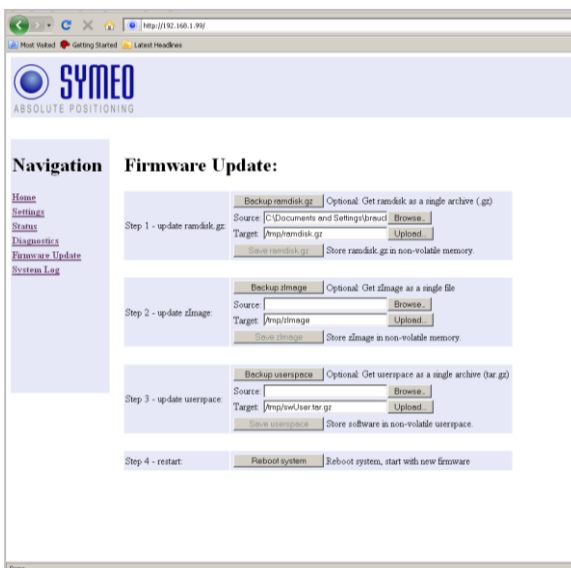 http://192.168.1.99/
Most Visited Getting Started Latest Headlines
SYMEO
ABSOLUTE POSITIONING
Navigation
Home
Settings
Status
Diagnostics
Firmware Update
System Log
Firmware Update:
Step 1 - update ramdisk.gz:
Backup ramdisk.gz Optional: Get ramdisk as a single archive (.gz)
Source: C:\Documents and Settings\braucl Browse..
Target: /tmp/ramdisk.gz Upload..
Save ramdisk.gz Store ramdisk.gz in non-volatile memory.
Step 2 - update zImage:
Backup zImage Optional: Get zImage as a single file
Source: Browse..
Target: /tmp/zImage Upload..
Save zImage Store zImage in non-volatile memory.
Step 3 - update userspace:
Backup userspace Optional: Get userspace as a single archive (tar.gz)
Source: Browse..
Target: /tmp/swUser.tar.gz Upload..
Save userspace Store software in non-volatile userspace.
Step 4 - restart:
Reboot system Reboot system, start with new firmware